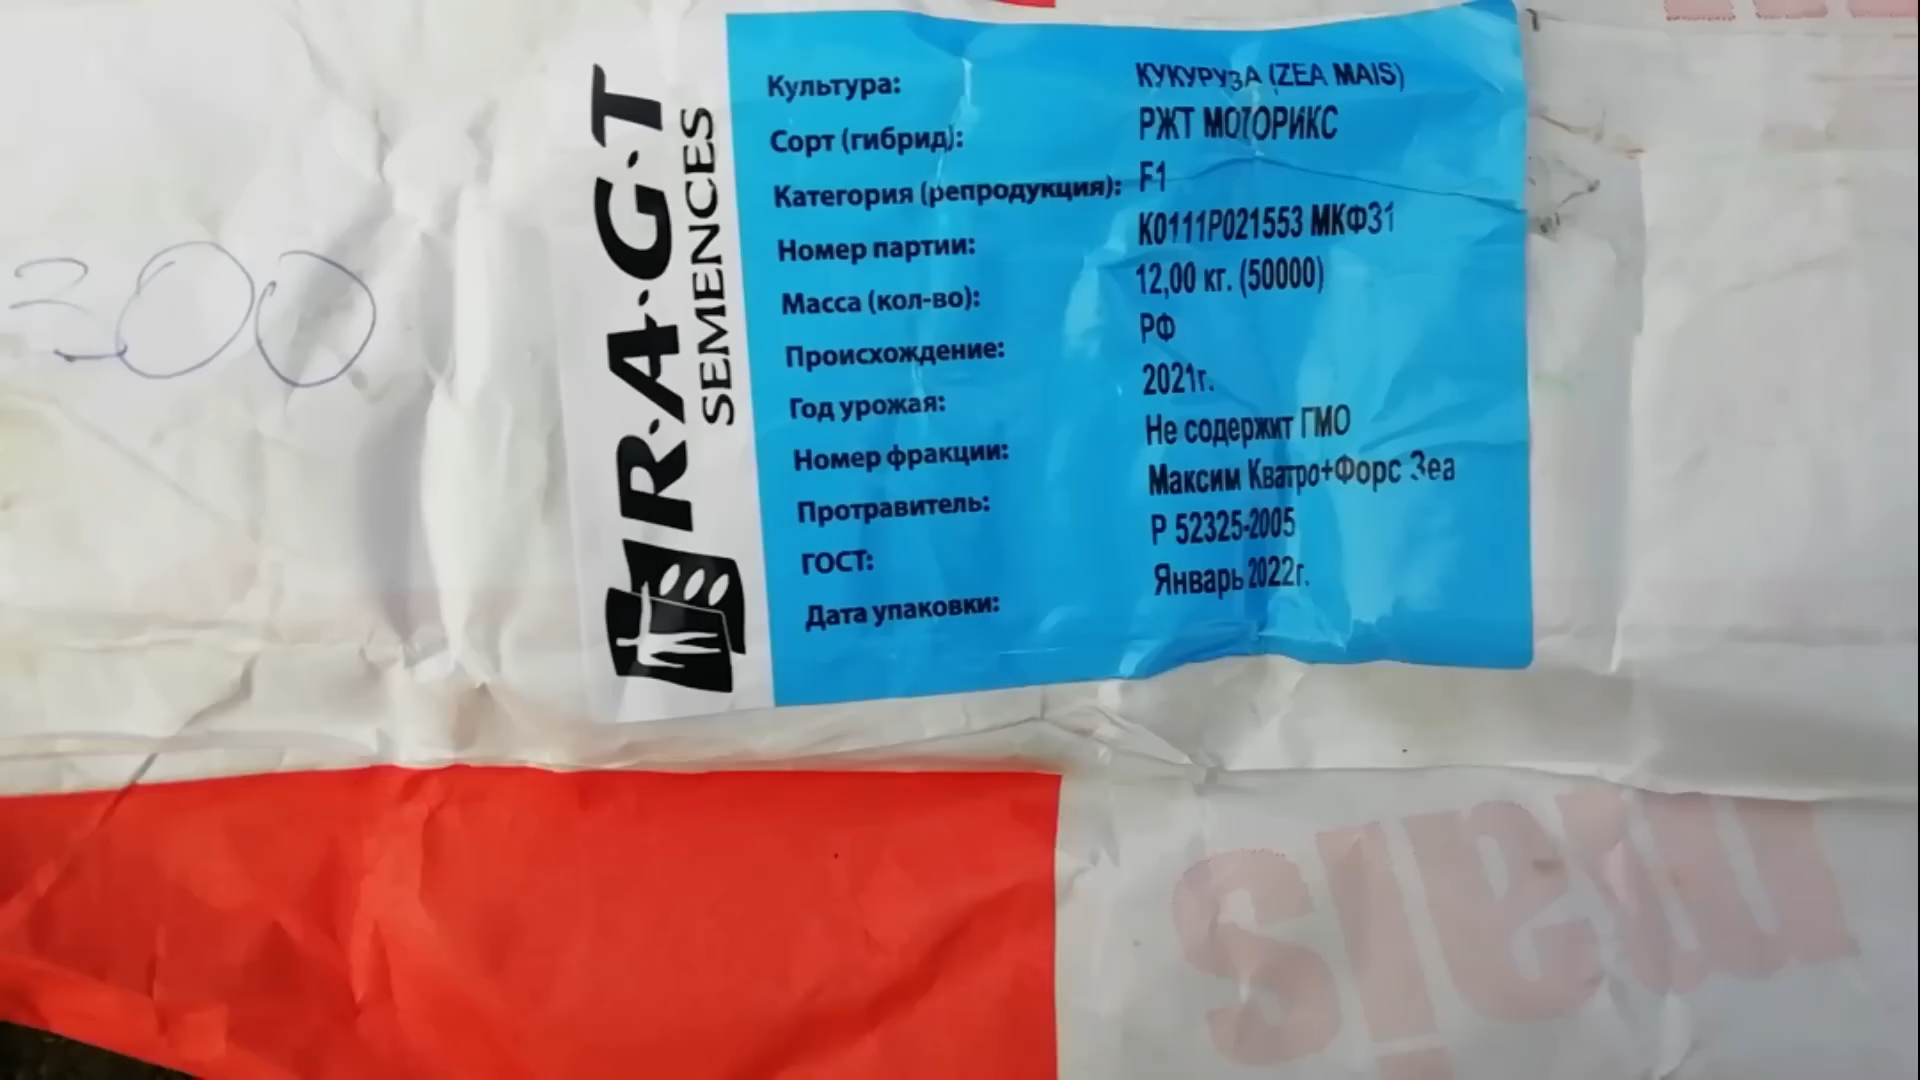 300
R·A·G·T
SEMENCES
Культура: КУКУРУЗА (ZEA MAIS)
Сорт (гибрид): РЖТ МОТОРИКС
Категория (репродукция): F1
Номер партии: К0111Р021553 МКФ31
Масса (кол-во): 12,00 кг. (50000)
Происхождение: РФ
Год урожая: 2021г.
Номер фракции: Не содержит ГМО
Протравитель: Максим Кватро+Форс Зеа
ГОСТ: Р 52325-2005
Дата упаковки: Январь 2022г.
maïs